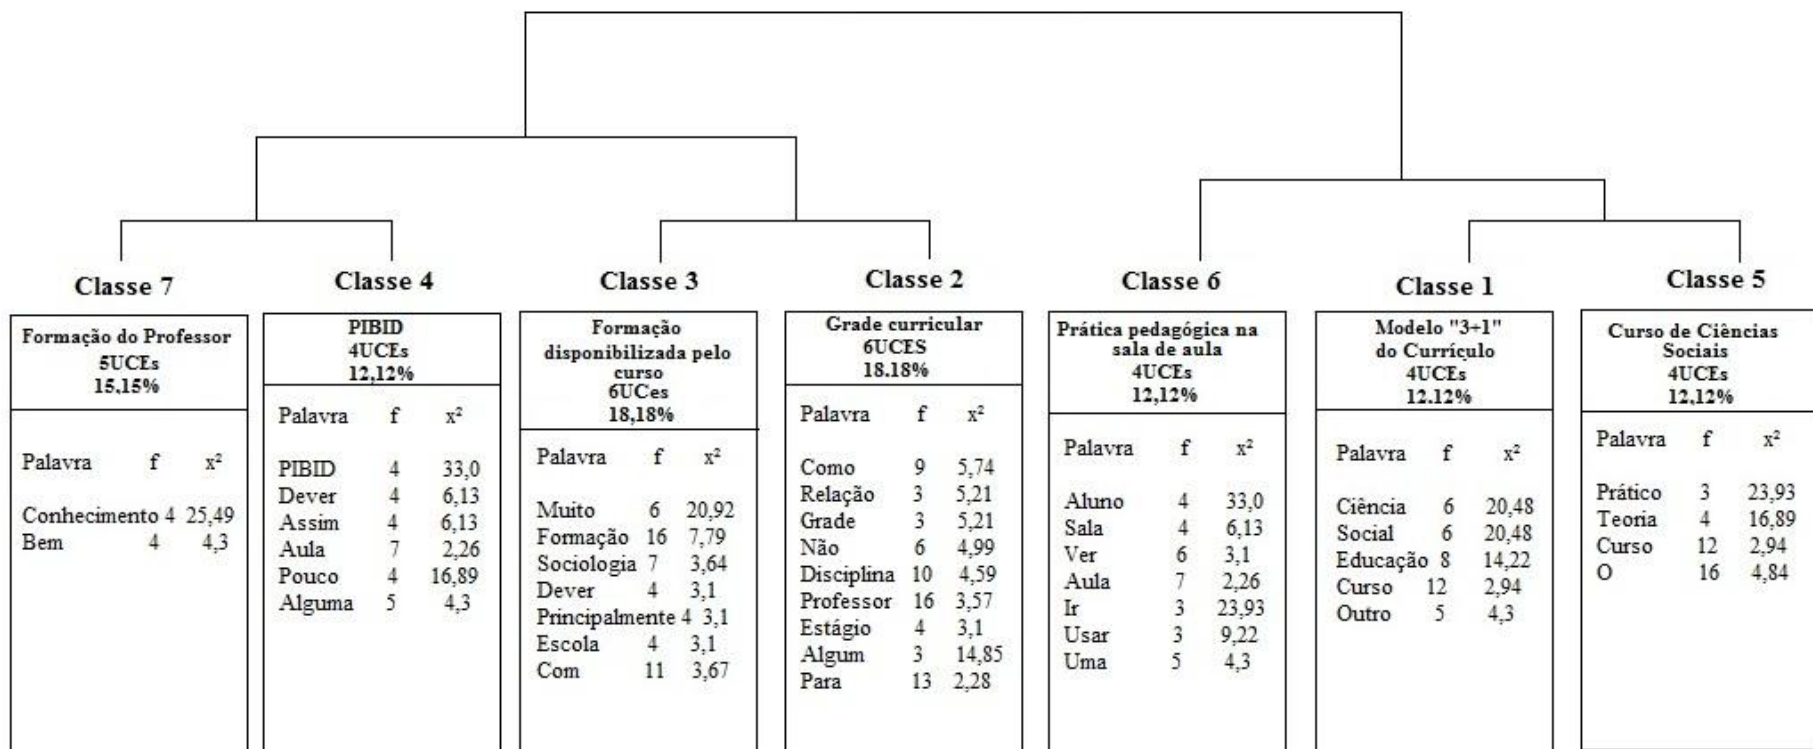 Classe 7
Formação do Professor
5UCEs
15.15%
Palavra f x²
Conhecimento 4 25,49
Bem 4 4,3
Classe 4
PIBID
4UCEs
12,12%
Palavra f x²
PIBID 4 33,0
Dever 4 6,13
Assim 4 6,13
Aula 7 2,26
Pouco 4 16,89
Alguma 5 4,3
Classe 3
Formação
disponibilizada pelo
curso
6UCes
18,18%
Palavra f x²
Muito 6 20,92
Formação 16 7,79
Sociologia 7 3,64
Dever 4 3,1
Principalmente 4 3,1
Escola 4 3,1
Com 11 3,67
Classe 2
Grade curricular
6UCES
18.18%
Palavra f x²
Como 9 5,74
Relação 3 5,21
Grade 3 5,21
Não 6 4,99
Disciplina 10 4,59
Professor 16 3,57
Estágio 4 3,1
Algum 3 14,85
Para 13 2,28
Classe 6
Prática pedagógica na
sala de aula
4UCEs
12,12%
Palavra f x²
Aluno 4 33,0
Sala 4 6,13
Ver 6 3,1
Aula 7 2,26
Ir 3 23,93
Usar 3 9,22
Uma 5 4,3
Classe 1
Modelo "3+1"
do Currículo
4UCEs
12.12%
Palavra f x²
Ciência 6 20,48
Social 6 20,48
Educação 8 14,22
Curso 12 2,94
Outro 5 4,3
Classe 5
Curso de Ciências
Sociais
4UCEs
12,12%
Palavra f x²
Prático 3 23,93
Teoria 4 16,89
Curso 12 2,94
O 16 4,84